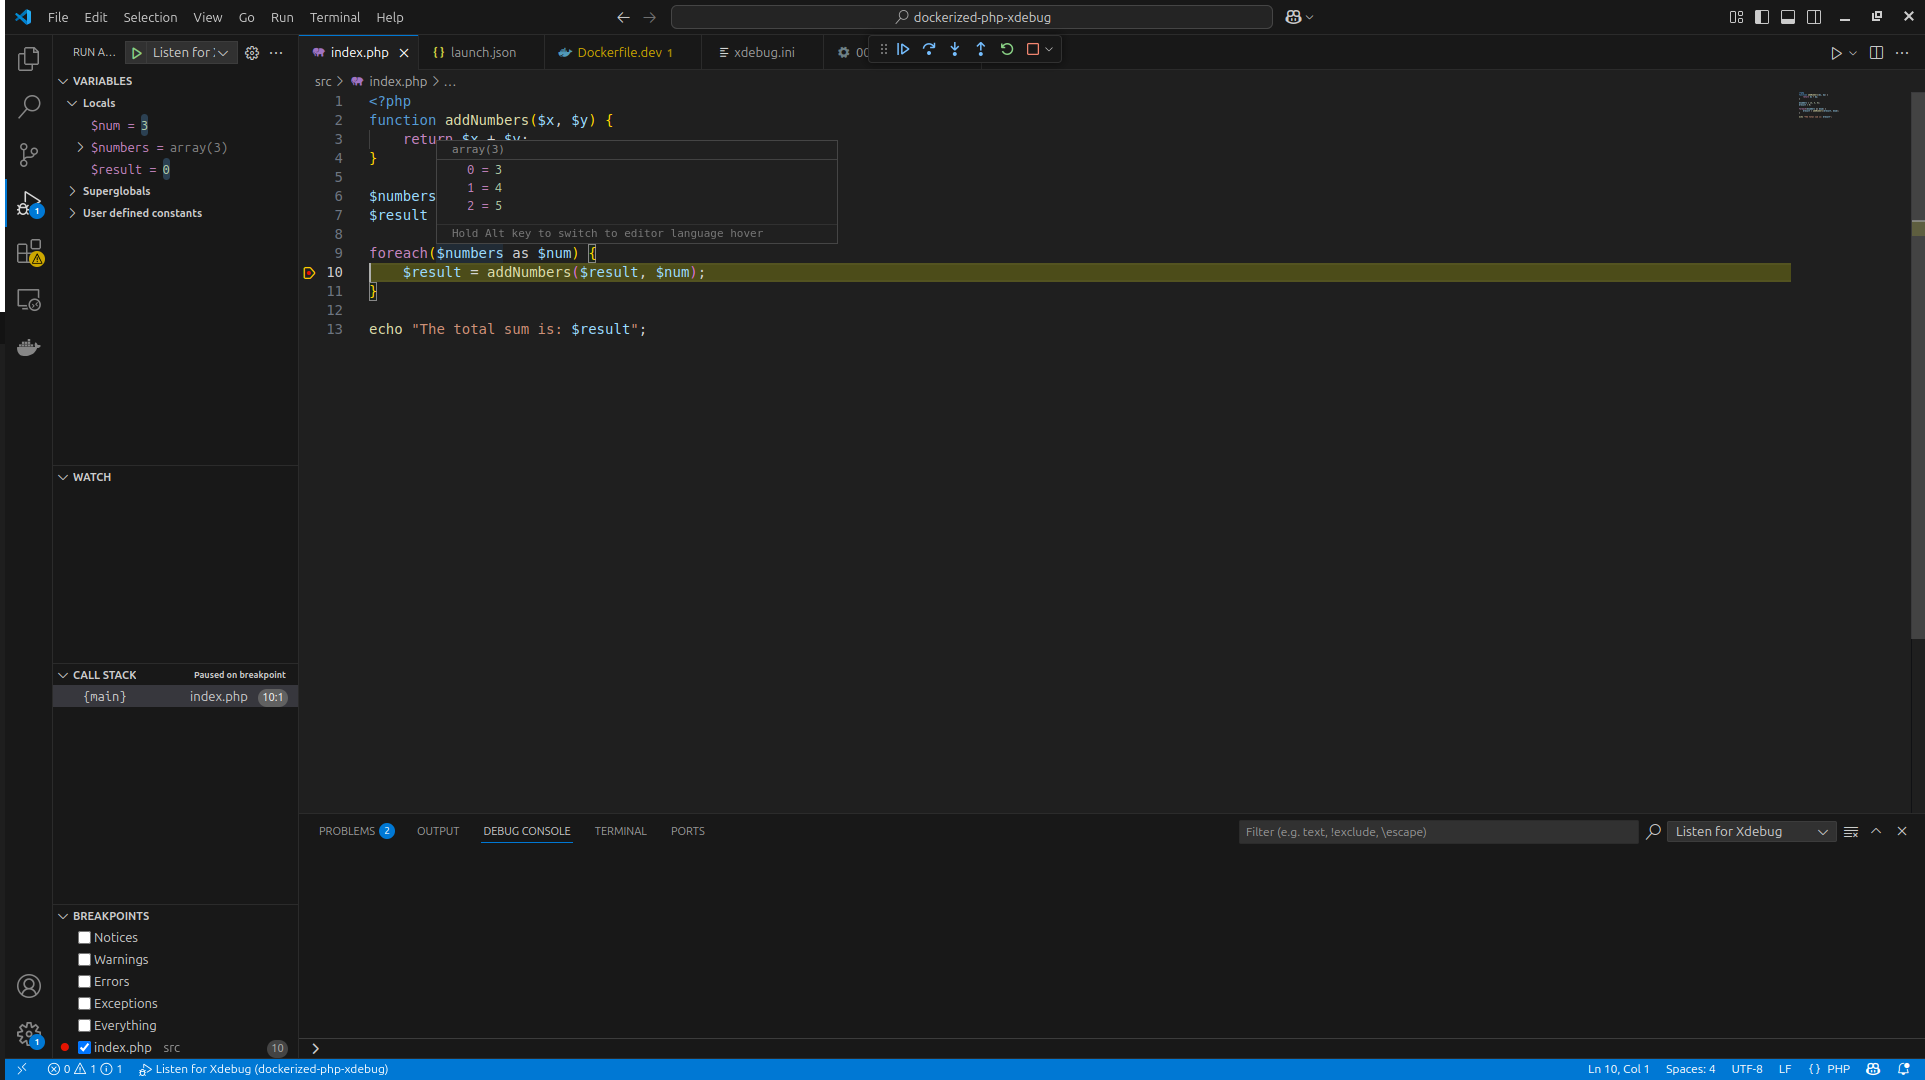 File Edit Selection View Go Run Terminal Help
dockerized-php-xdebug
RUN A... Listen for
index.php
launch.json
Dockerfile.dev 1
xdebug.ini
VARIABLES
Locals
$num = 3
$numbers = array(3)
$result = 0
Superglobals
User defined constants
src > index.php > ...
1 <?php
2 function addNumbers($x, $y) {
3 return $x + $y;
array(3)
4 }
0 = 3
1 = 4
5
6 $numbers
2 = 5
7 $result
8
Hold Alt key to switch to editor language hover
9 foreach($numbers as $num) {
10 $result = addNumbers($result, $num);
11 }
12
13 echo "The total sum is: $result";
WATCH
CALL STACK Paused on breakpoint
{main} index.php 10:1
BREAKPOINTS
Notices
Warnings
Errors
Exceptions
Everything
index.php src 10
PROBLEMS 2 OUTPUT DEBUG CONSOLE TERMINAL PORTS
Filter (e.g. text, !exclude, \escape)
Listen for Xdebug
1
1
0 1 1 Listen for Xdebug (dockerized-php-xdebug)
Ln 10, Col 1 Spaces: 4 UTF-8 LF {} PHP